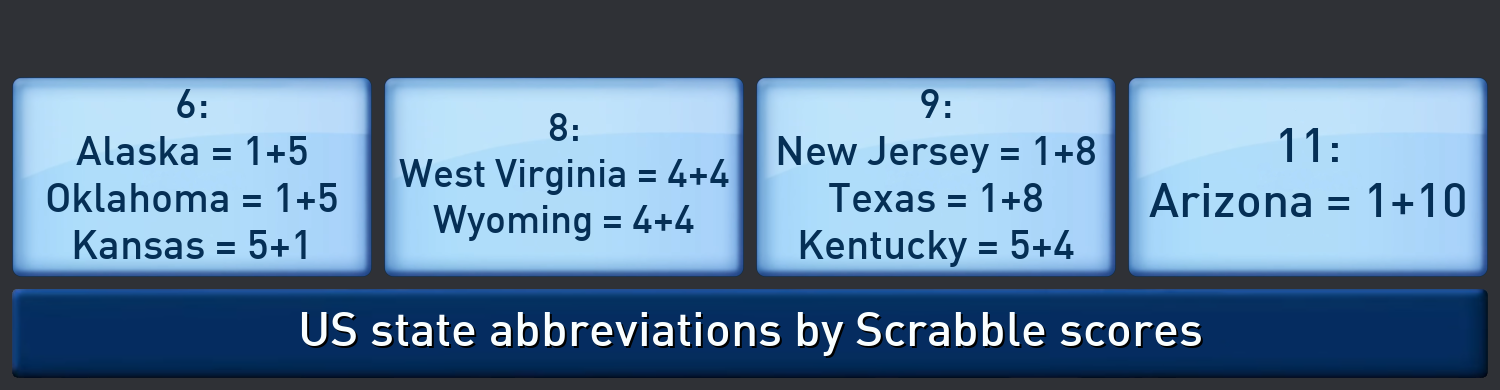 6:
Alaska = 1+5
Oklahoma = 1+5
Kansas = 5+1
8:
West Virginia = 4+4
Wyoming = 4+4
9:
New Jersey = 1+8
Texas = 1+8
Kentucky = 5+4
11:
Arizona = 1+10
US state abbreviations by Scrabble scores